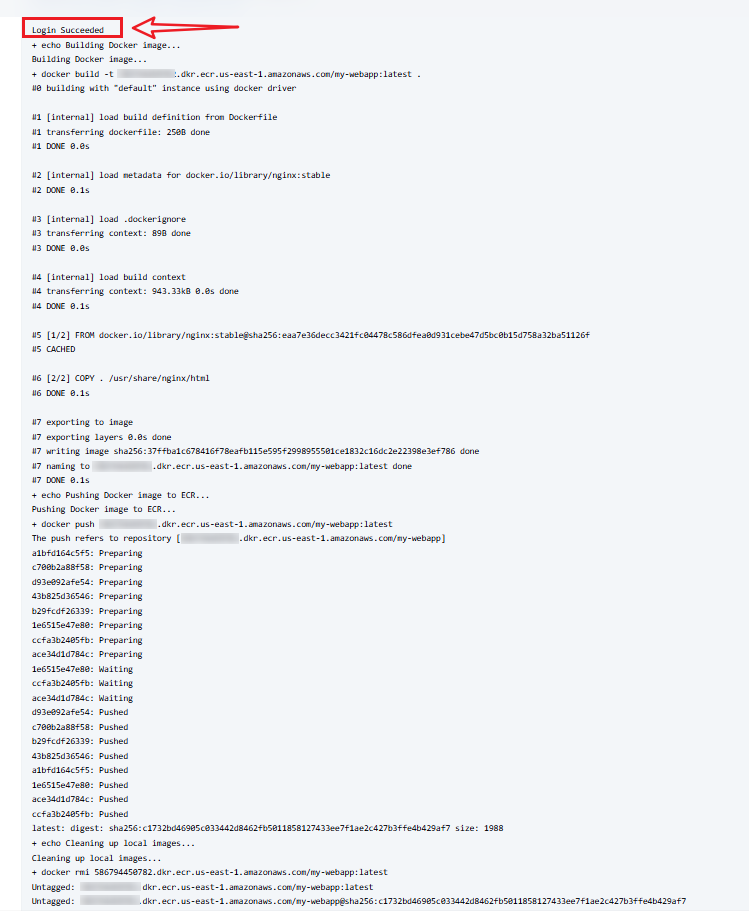 Login Succeeded
+ echo Building Docker image...
Building Docker image...
+ docker build -t .dkr.ecr.us-east-1.amazonaws.com/my-webapp:latest .
#0 building with "default" instance using docker driver
#1 [internal] load build definition from Dockerfile
#1 transferring dockerfile: 250B done
#1 DONE 0.0s
#2 [internal] load metadata for docker.io/library/nginx:stable
#2 DONE 0.1s
#3 [internal] load .dockerignore
#3 transferring context: 89B done
#3 DONE 0.0s
#4 [internal] load build context
#4 transferring context: 943.33kB 0.0s done
#4 DONE 0.1s
#5 [1/2] FROM docker.io/library/nginx:stable@sha256:eaa7e36decc3421fc04478c586dfea0d931cebe47d5bc0b15d758a32ba51126f
#5 CACHED
#6 [2/2] COPY . /usr/share/nginx/html
#6 DONE 0.1s
#7 exporting to image
#7 exporting layers 0.0s done
#7 writing image sha256:37ffba1c678416f78eafb115e595f2998955501ce1832c16dc2e22398e3ef786 done
#7 naming to .dkr.ecr.us-east-1.amazonaws.com/my-webapp:latest done
#7 DONE 0.1s
+ echo Pushing Docker image to ECR...
Pushing Docker image to ECR...
+ docker push .dkr.ecr.us-east-1.amazonaws.com/my-webapp:latest
The push refers to repository [.dkr.ecr.us-east-1.amazonaws.com/my-webapp]
a1bfd164c5f5: Preparing
c700b2a88f58: Preparing
d93e092afe54: Preparing
43b825d36546: Preparing
b29fcdf26339: Preparing
1e6515e47e80: Preparing
ccfa3b2405fb: Preparing
ace34d1d784c: Preparing
1e6515e47e80: Waiting
ccfa3b2405fb: Waiting
ace34d1d784c: Waiting
d93e092afe54: Pushed
c700b2a88f58: Pushed
b29fcdf26339: Pushed
43b825d36546: Pushed
a1bfd164c5f5: Pushed
1e6515e47e80: Pushed
ace34d1d784c: Pushed
ccfa3b2405fb: Pushed
latest: digest: sha256:c1732bd46905c033442d8462fb5011858127433ee7f1ae2c427b3ffe4b429af7 size: 1988
+ echo Cleaning up local images...
Cleaning up local images...
+ docker rmi 586794450782.dkr.ecr.us-east-1.amazonaws.com/my-webapp:latest
Untagged: dkr.ecr.us-east-1.amazonaws.com/my-webapp:latest
Untagged: .dkr.ecr.us-east-1.amazonaws.com/my-webapp@sha256:c1732bd46905c033442d8462fb5011858127433ee7f1ae2c427b3ffe4b429af7